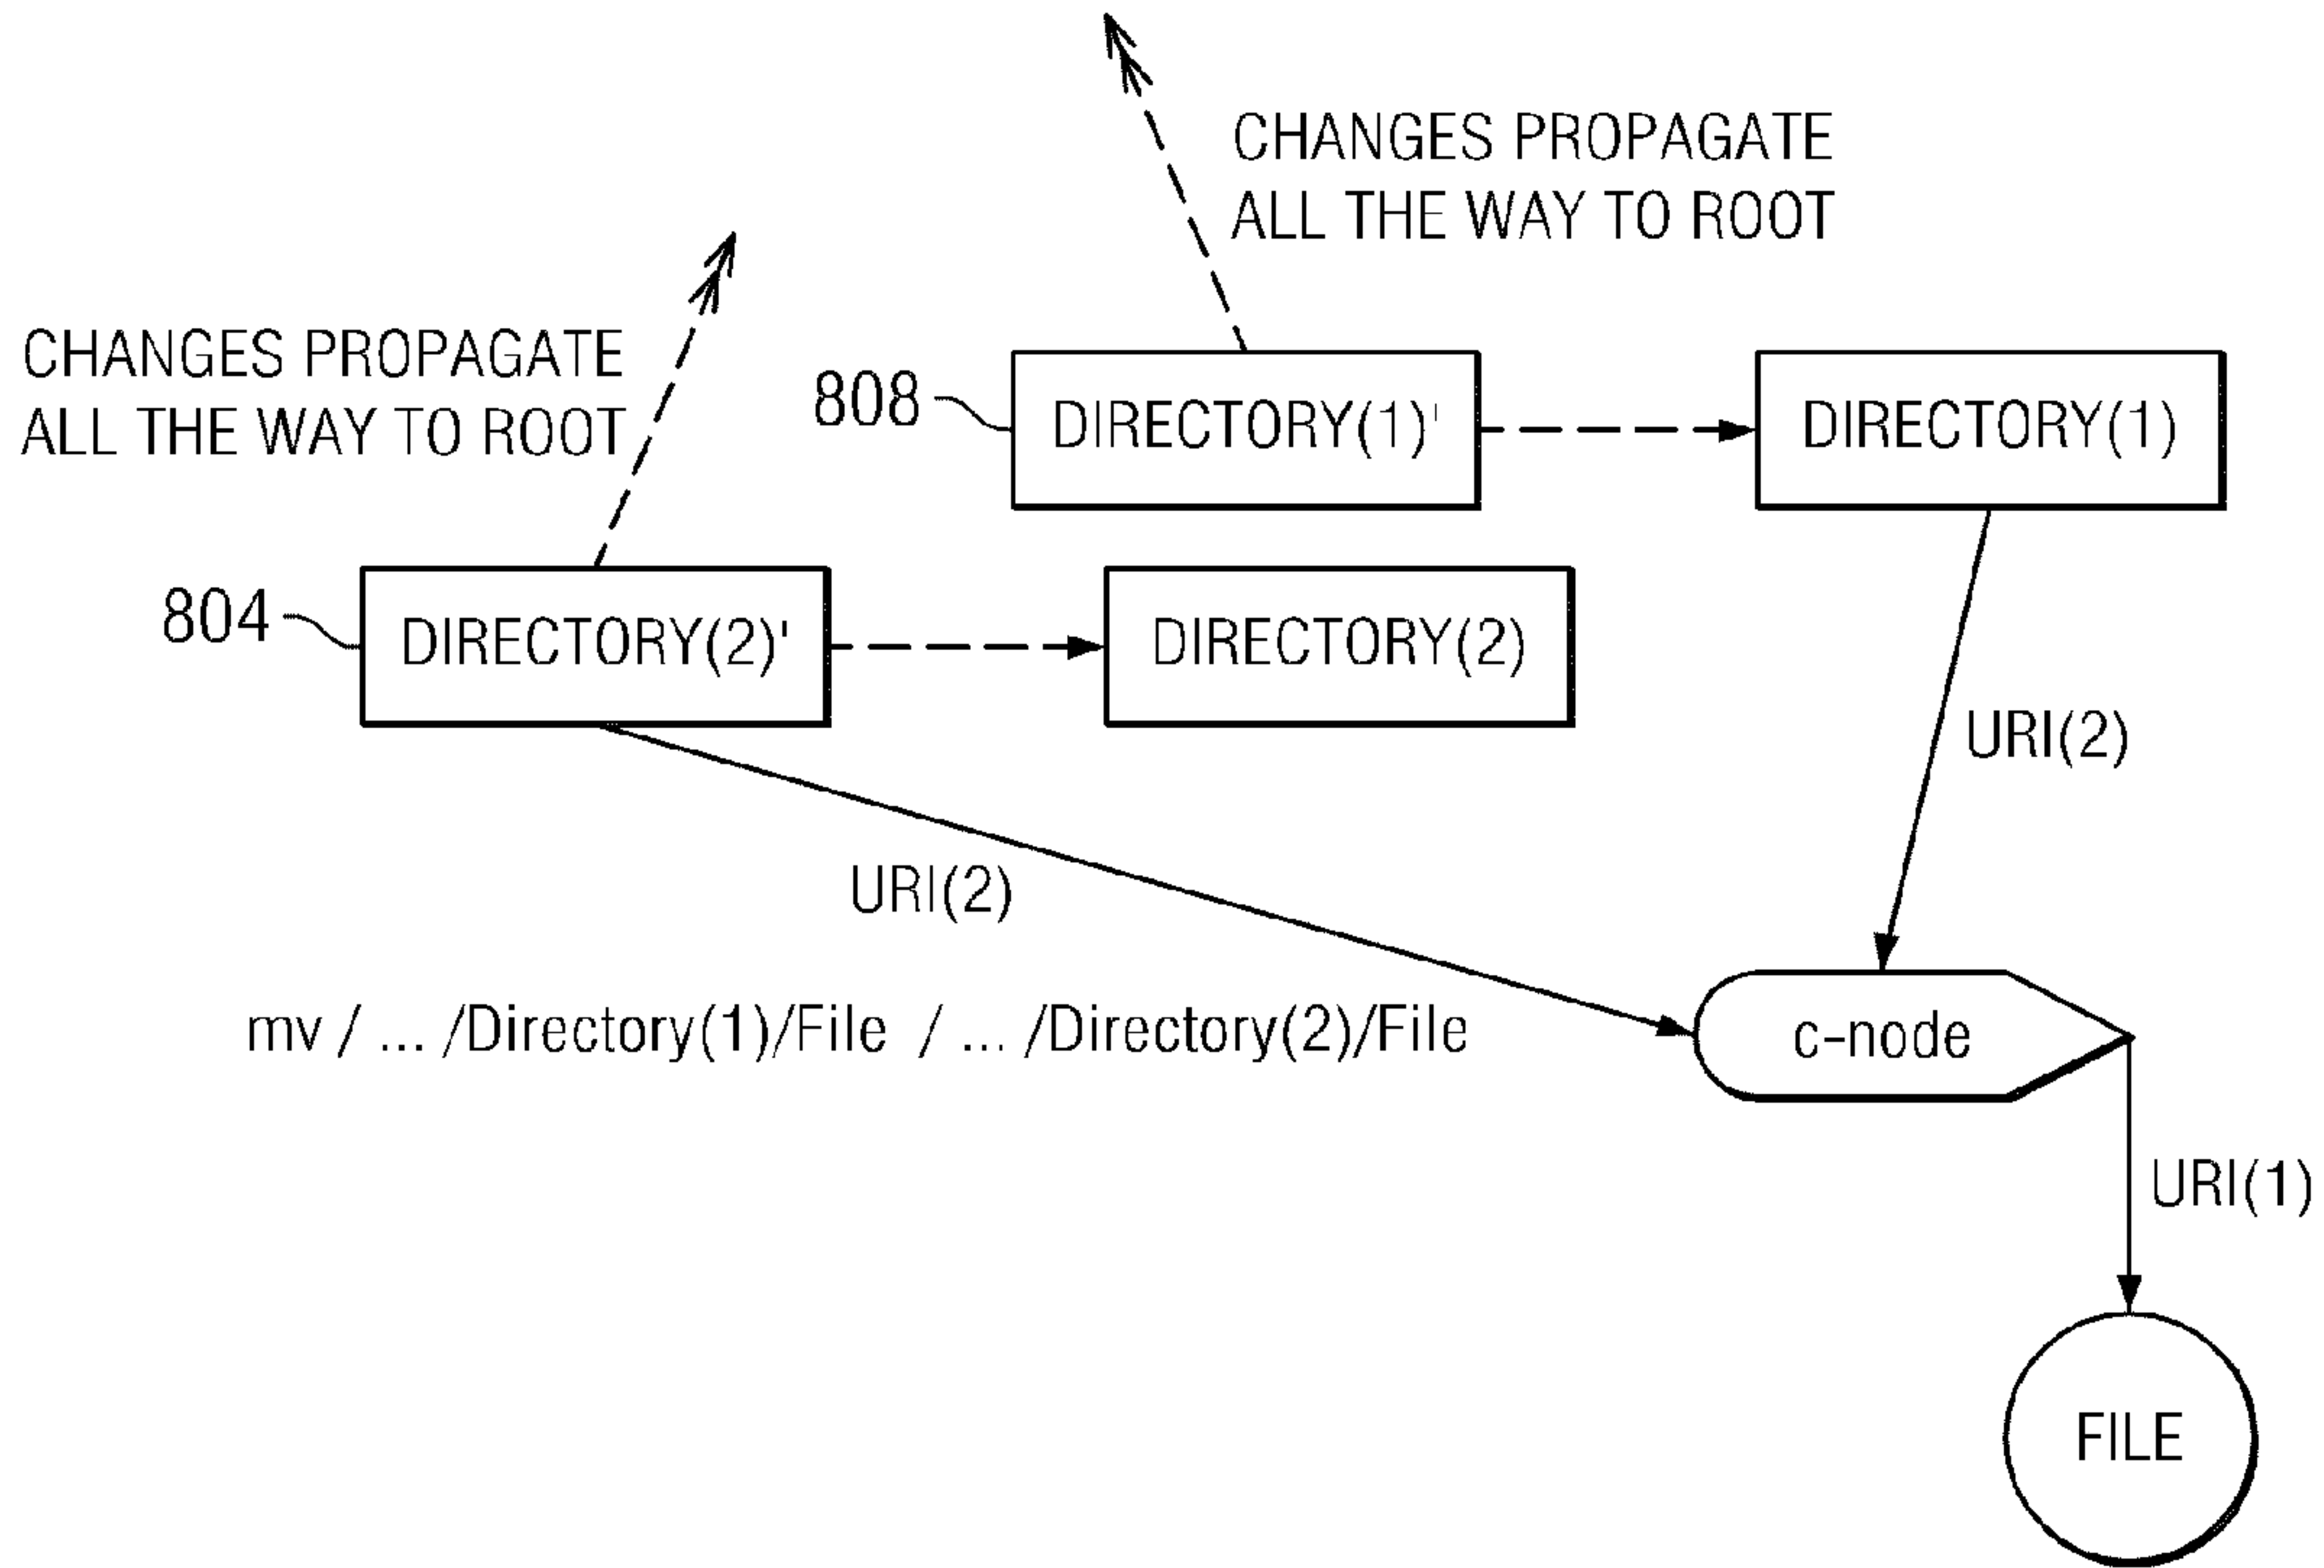 CHANGES PROPAGATE
ALL THE WAY TO ROOT
CHANGES PROPAGATE
ALL THE WAY TO ROOT
808
DIRECTORY(1)'
DIRECTORY(1)
804
DIRECTORY(2)'
DIRECTORY(2)
URI(2)
URI(2)
mv / ... /Directory(1)/File / ... /Directory(2)/File
c-node
URI(1)
FILE